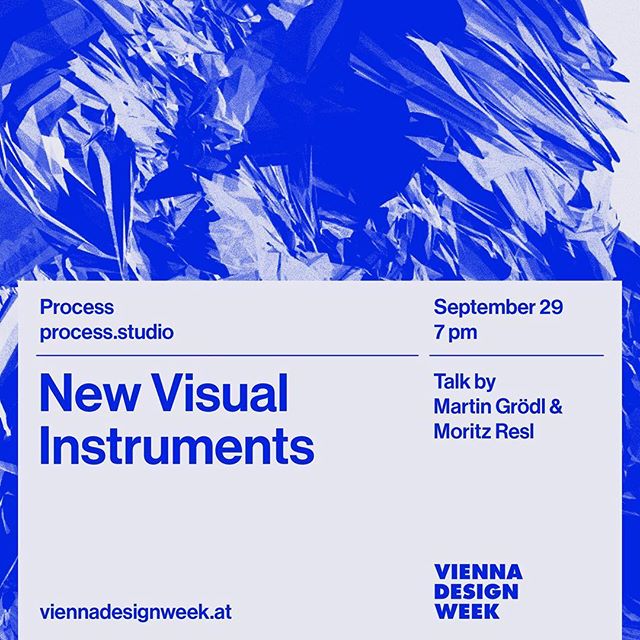 Process
process.studio
September 29
7 pm
New Visual
Instruments
Talk by
Martin Grödl &
Moritz Resl
viennadesignweek.at
VIENNA
DESIGN
WEEK